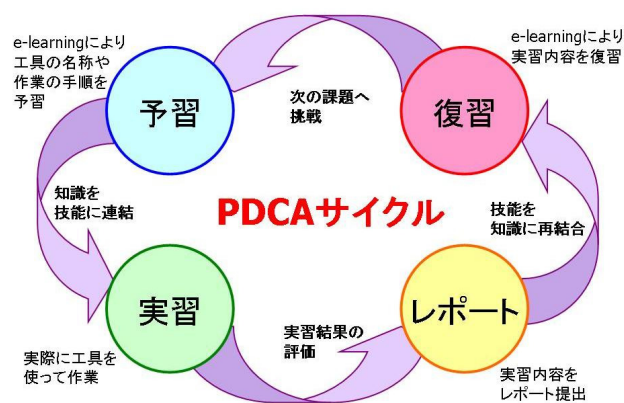 e-learningにより
工具の名称や
作業の手順を
予習
予習
次の課題へ
挑戦
e-learningにより
実習内容を復習
復習
知識を
技能に連結
PDCAサイクル
技能を
知識に再結合
実習
実際に工具を
使って作業
実習結果の
評価
レポート
実習内容を
レポート提出